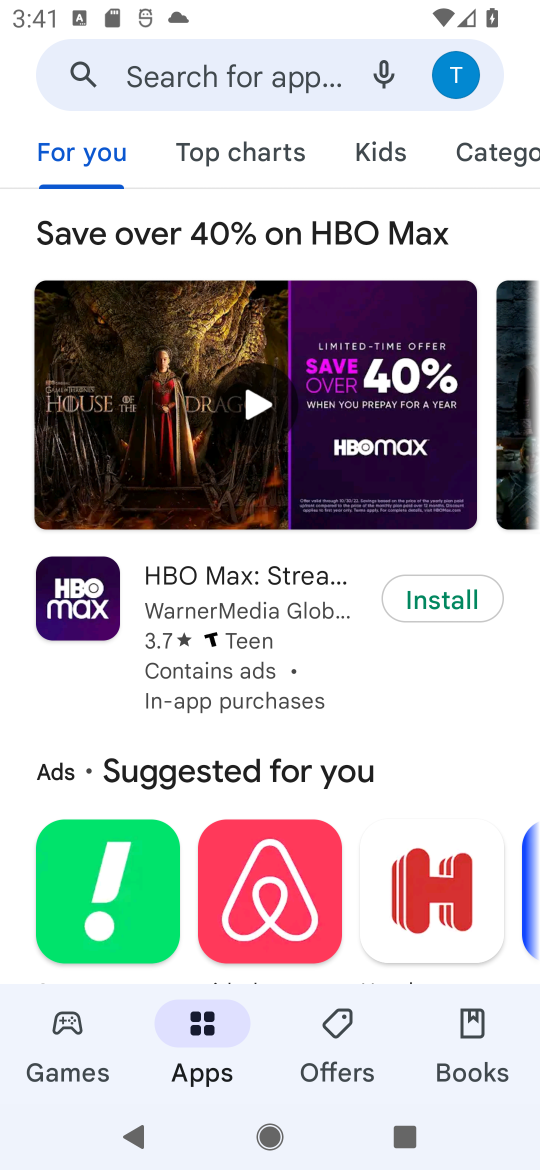 3:41
Search for app...
T
For you Top charts Kids Catego
Save over 40% on HBO Max
LIMITED-TIME OFFER
SAVE OVER 40%
WHEN YOU PREPAY FOR A YEAR
HBOmax
HOUSE OF THE DRAG
HBO max
HBO Max: Strea...
WarnerMedia Glob...
3.7★ T Teen
Contains ads •
In-app purchases
Install
Ads • Suggested for you
Games Apps Offers Books